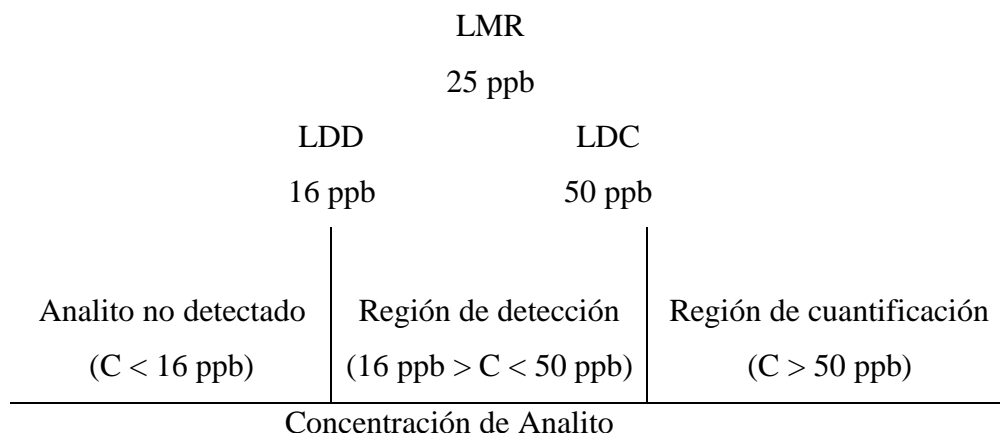 LMR
25 ppb
LDD LDC
16 ppb 50 ppb
Analito no detectado Región de detección Región de cuantificación
(C < 16 ppb) (16 ppb > C < 50 ppb) (C > 50 ppb)
Concentración de Analito